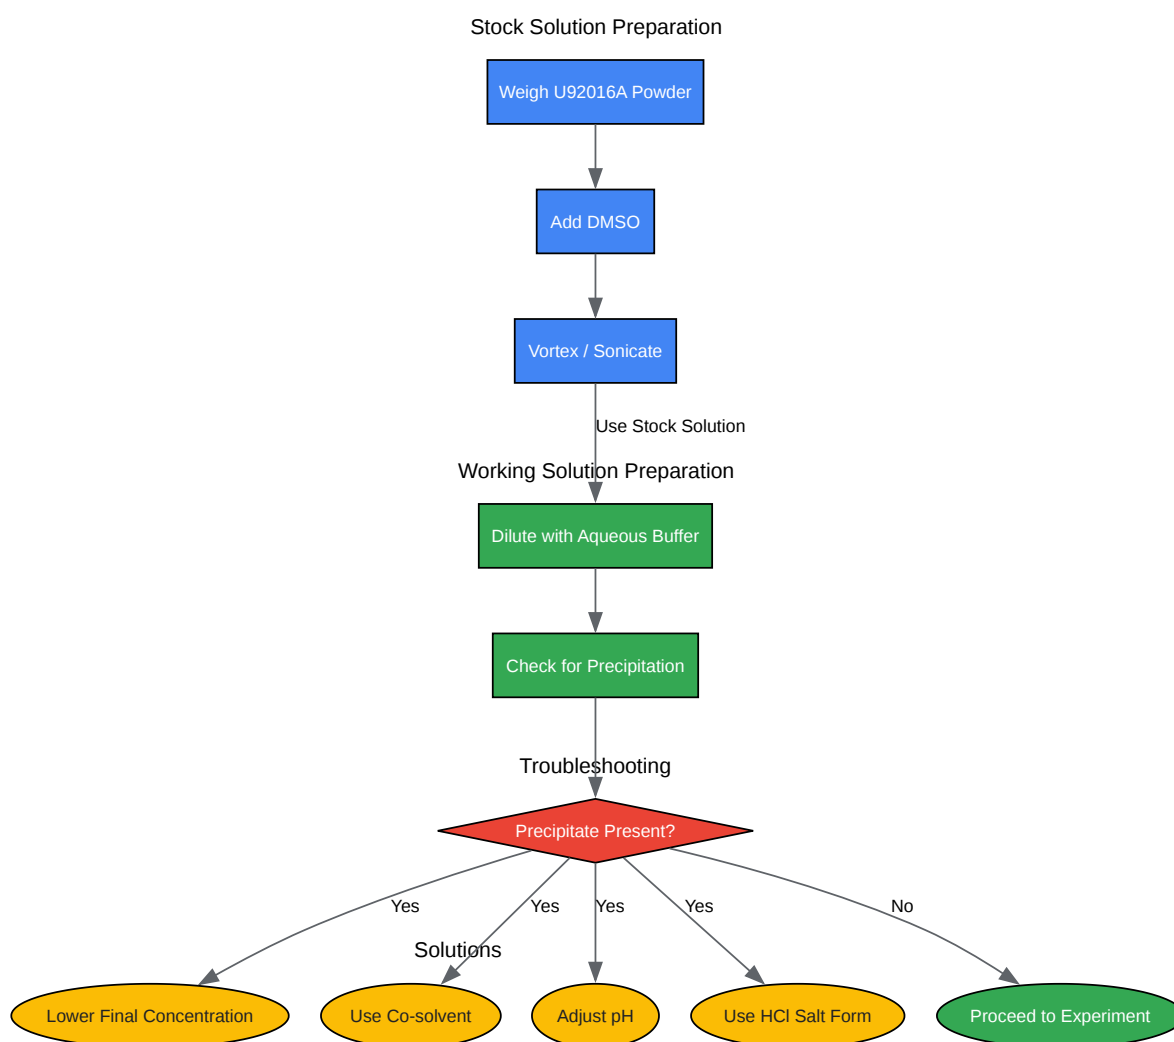 Stock Solution Preparation
Weigh U92016A Powder
Add DMSO
Vortex / Sonicate
Use Stock Solution
Working Solution Preparation
Dilute with Aqueous Buffer
Check for Precipitation
Troubleshooting
Precipitate Present?
Yes
Yes
Yes
Yes
No
Solutions
Lower Final Concentration
Use Co-solvent
Adjust pH
Use HCl Salt Form
Proceed to Experiment